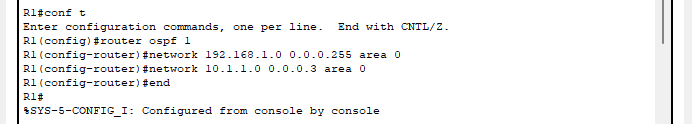 R1#conf t
Enter configuration commands, one per line.  End with CNTL/Z.
R1(config)#router ospf 1
R1(config-router)#network 192.168.1.0 0.0.0.255 area 0
R1(config-router)#network 10.1.1.0 0.0.0.3 area 0
R1(config-router)#end
R1#
%SYS-5-CONFIG_I: Configured from console by console